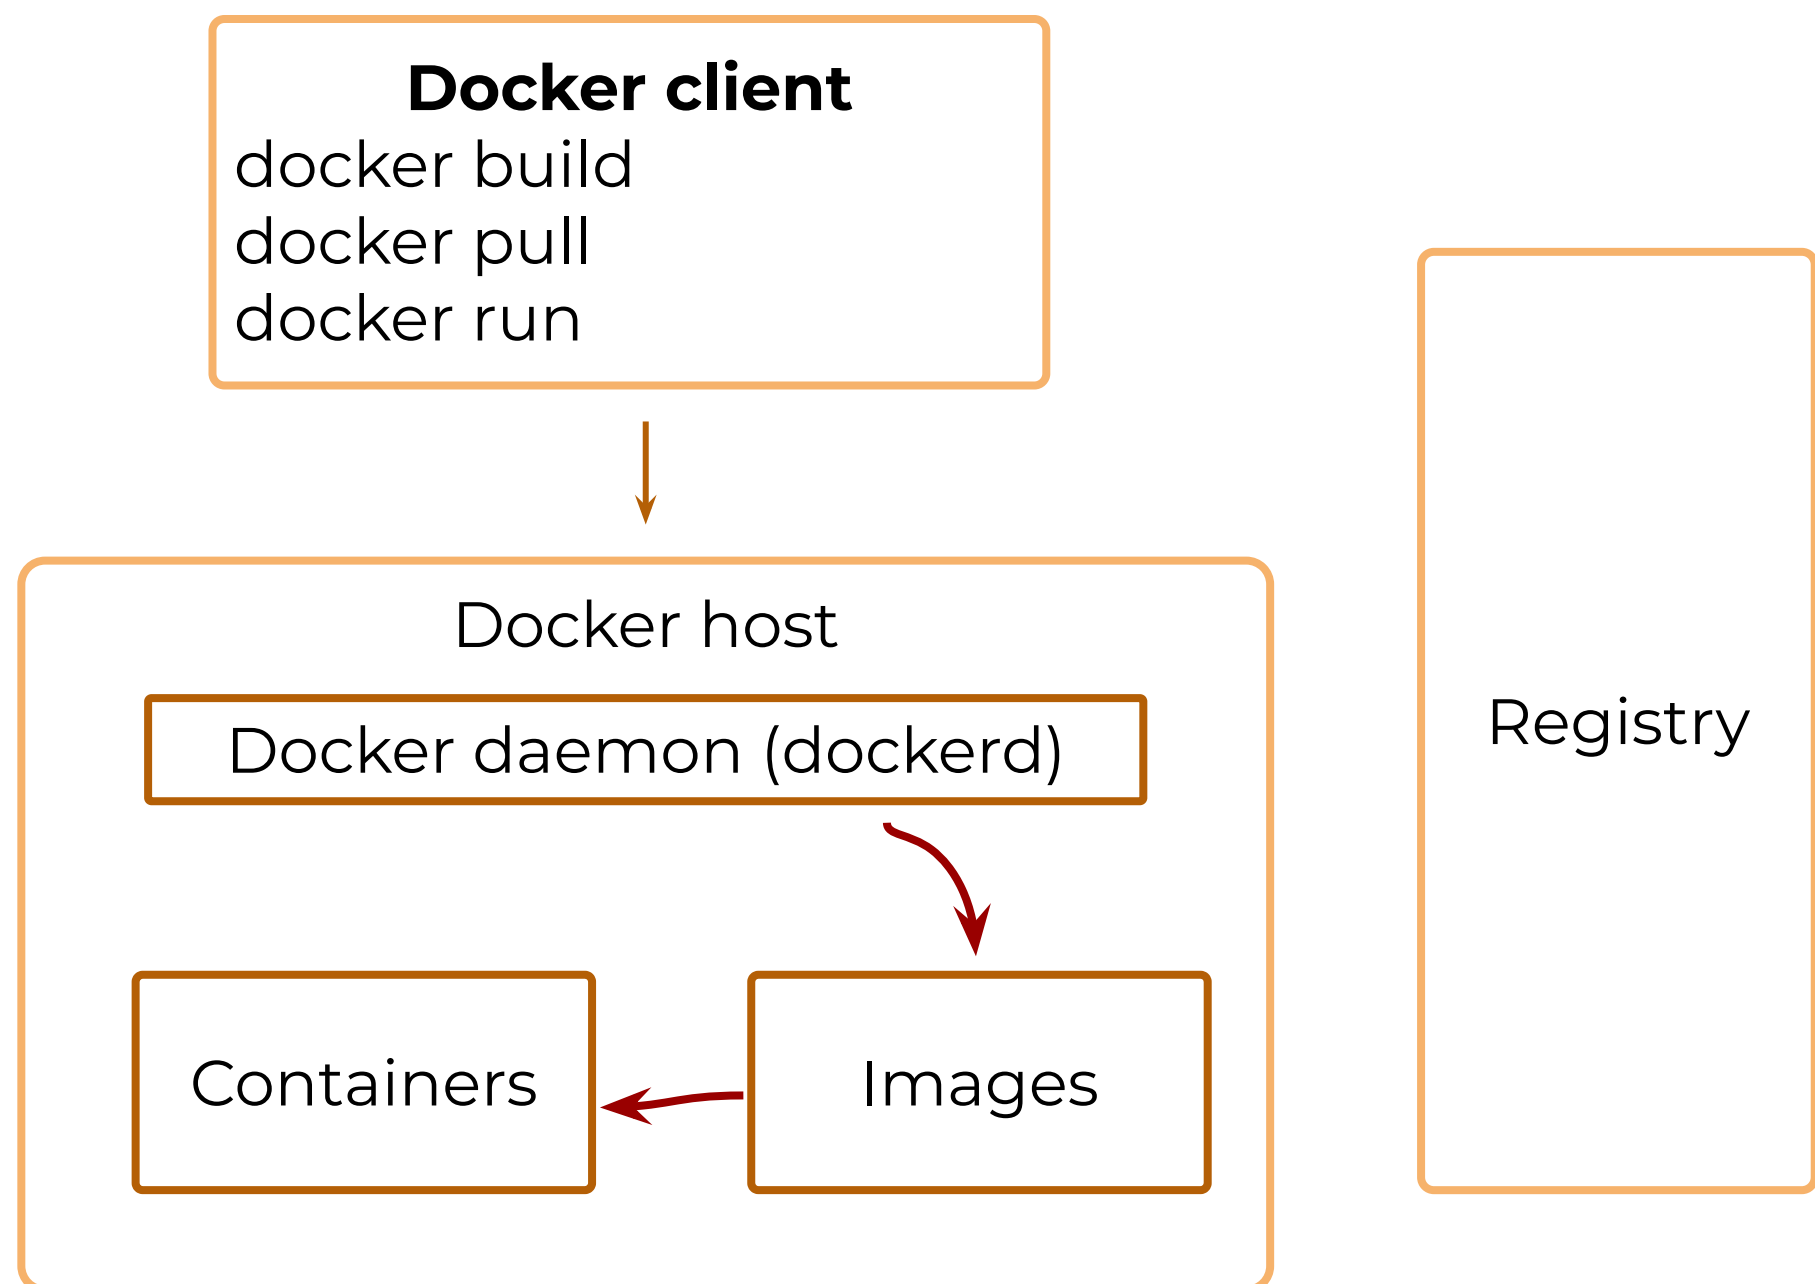 Docker client
docker build
docker pull
docker run
Docker host
Docker daemon (dockerd)
Containers
Images
Registry